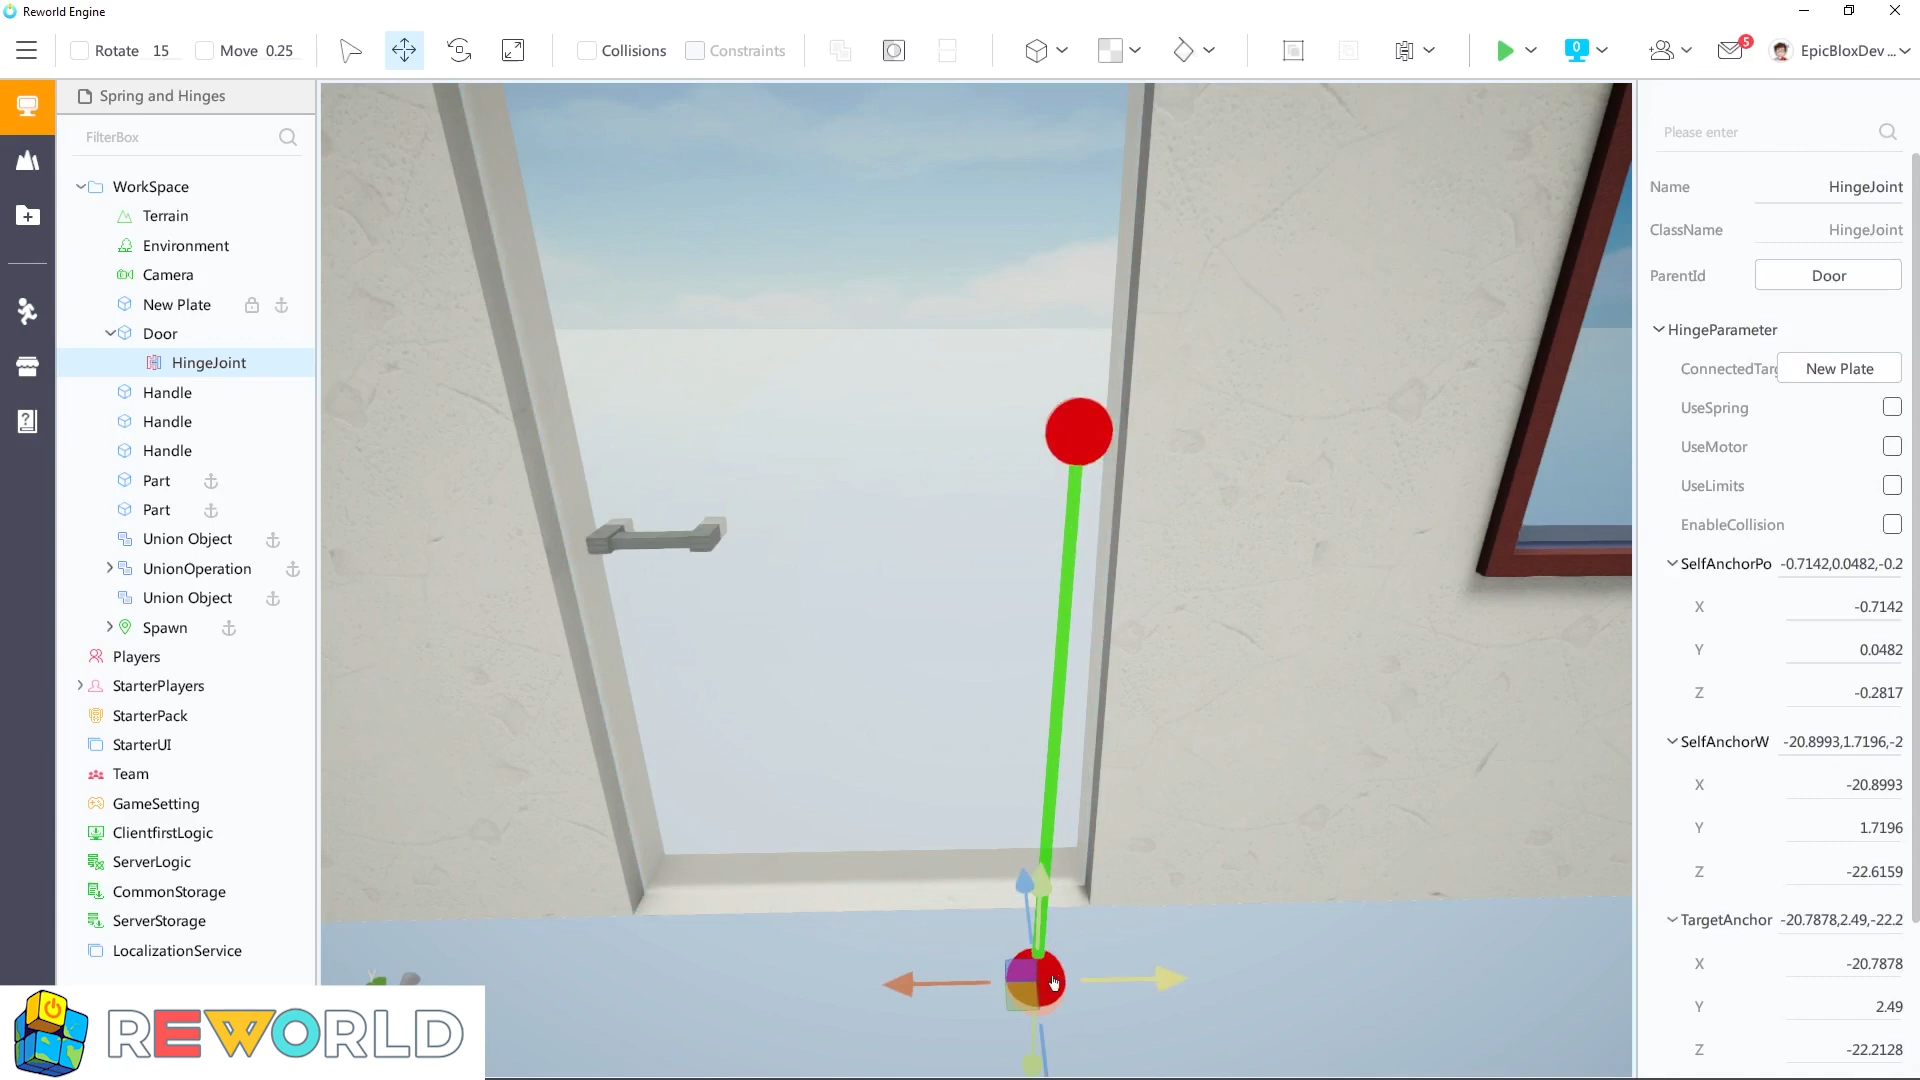 Reworld Engine
Rotate 15 Move 0.25 Collisions Constraints 0 5 EpicBloxDev ...
Spring and Hinges
FilterBox
WorkSpace
Terrain
Environment
Camera
New Plate
Door
HingeJoint
Handle
Handle
Handle
Part
Part
Union Object
UnionOperation
Union Object
Spawn
Players
StarterPlayers
StarterPack
StarterUI
Team
GameSetting
ClientfirstLogic
ServerLogic
CommonStorage
ServerStorage
LocalizationService
REWORLD
Please enter
Name HingeJoint
ClassName HingeJoint
ParentId Door
HingeParameter
ConnectedTarg New Plate
UseSpring
UseMotor
UseLimits
EnableCollision
SelfAnchorPo -0.7142,0.0482,-0.2
X -0.7142
Y 0.0482
Z -0.2817
SelfAnchorW -20.8993,1.7196,-2
X -20.8993
Y 1.7196
Z -22.6159
TargetAnchor -20.7878,2.49,-22.2
X -20.7878
Y 2.49
Z -22.2128